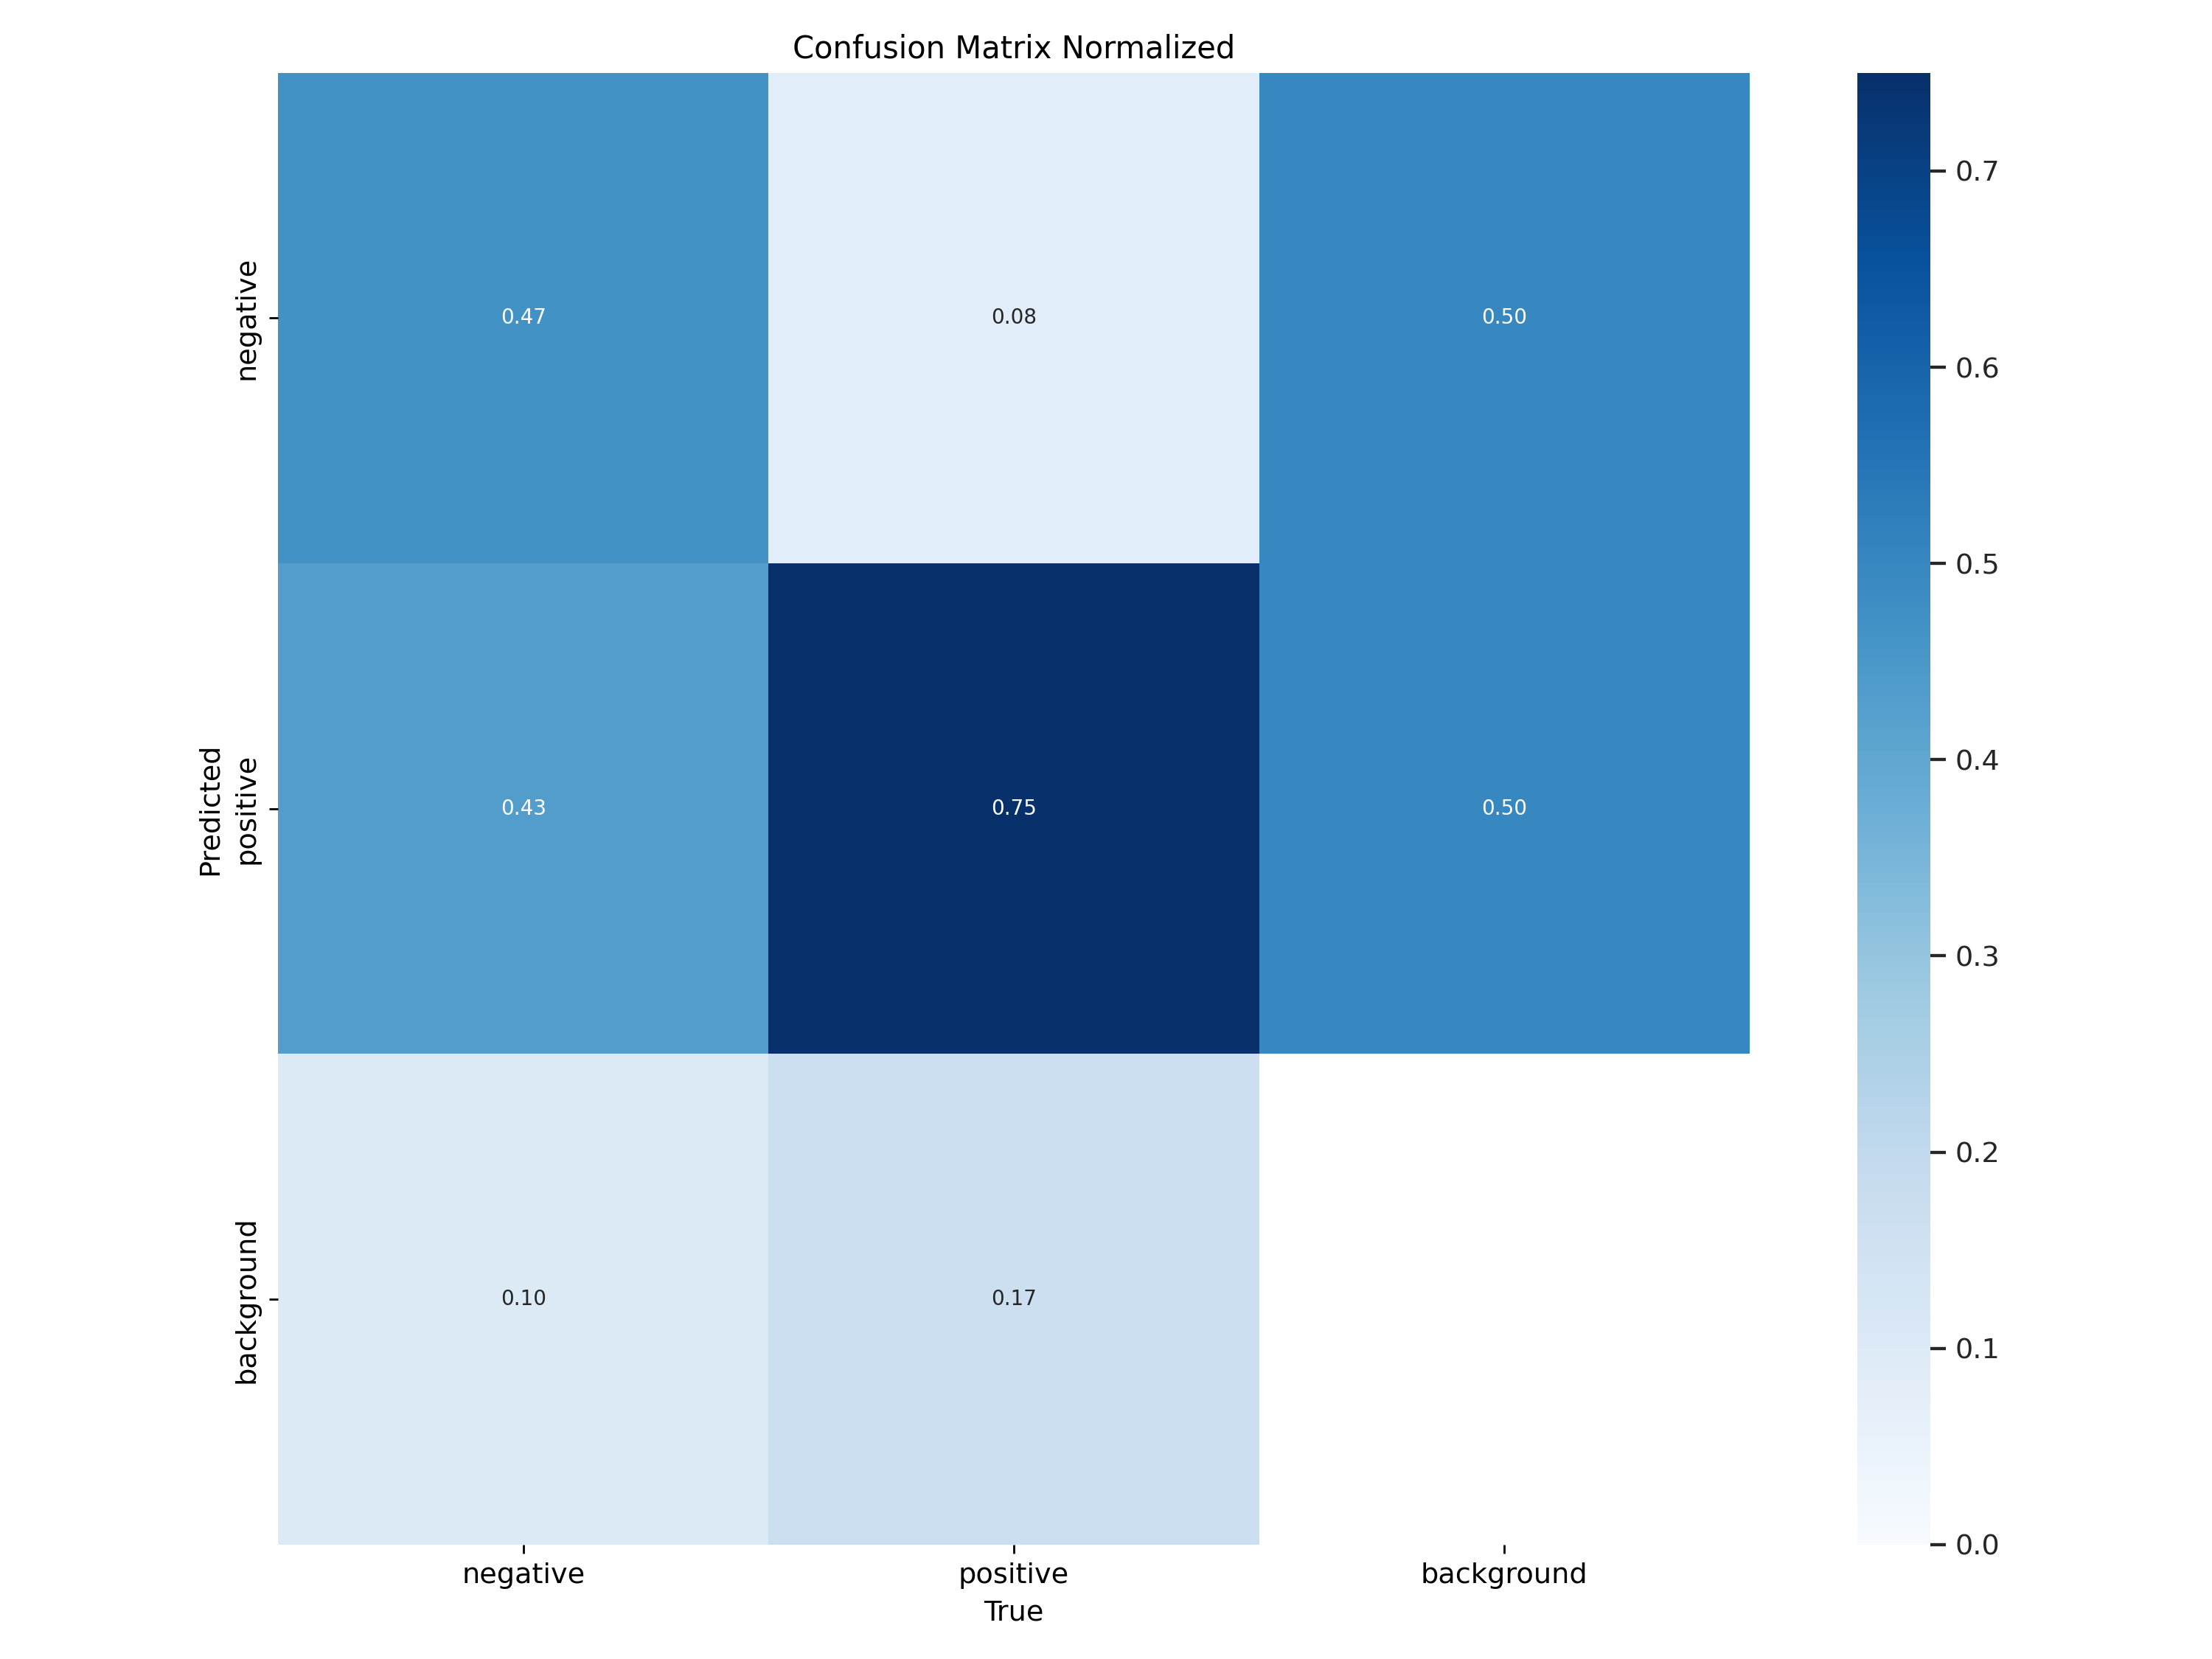 Confusion Matrix Normalized
negative
0.47
0.08
0.50
Predicted
positive
0.43
0.75
0.50
background
0.10
0.17
negative
positive
background
True
0.7
0.6
0.5
0.4
0.3
0.2
0.1
0.0